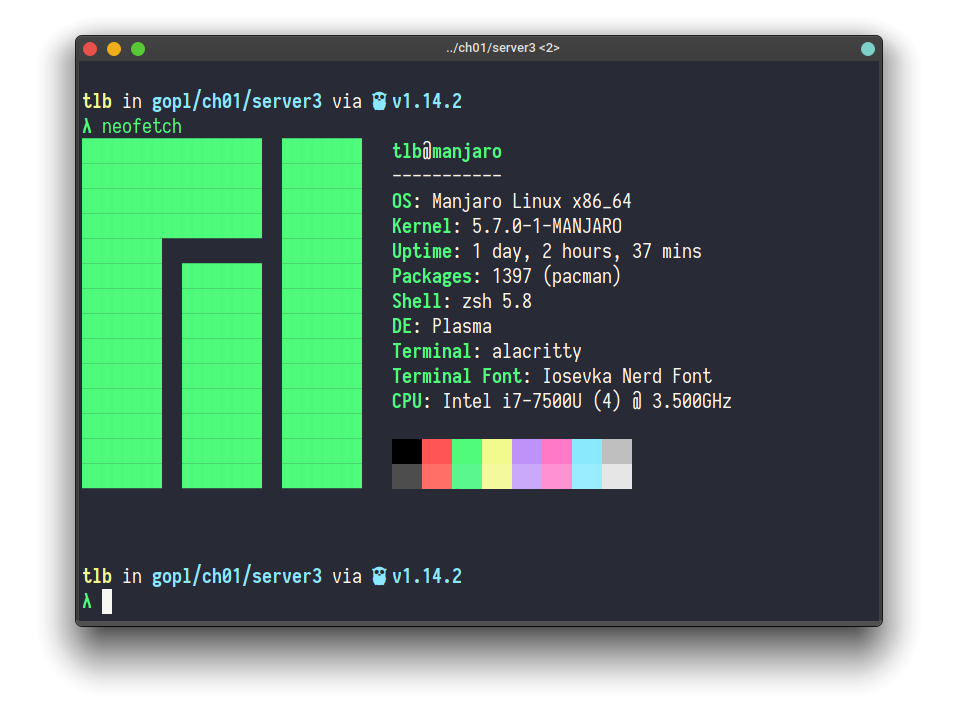 ../ch01/server3 <2>
tlb in gopl/ch01/server3 via v1.14.2
λ neofetch
tlb@manjaro
-----------
OS: Manjaro Linux x86_64
Kernel: 5.7.0-1-MANJARO
Uptime: 1 day, 2 hours, 37 mins
Packages: 1397 (pacman)
Shell: zsh 5.8
DE: Plasma
Terminal: alacritty
Terminal Font: Iosevka Nerd Font
CPU: Intel i7-7500U (4) @ 3.500GHz
tlb in gopl/ch01/server3 via v1.14.2
λ